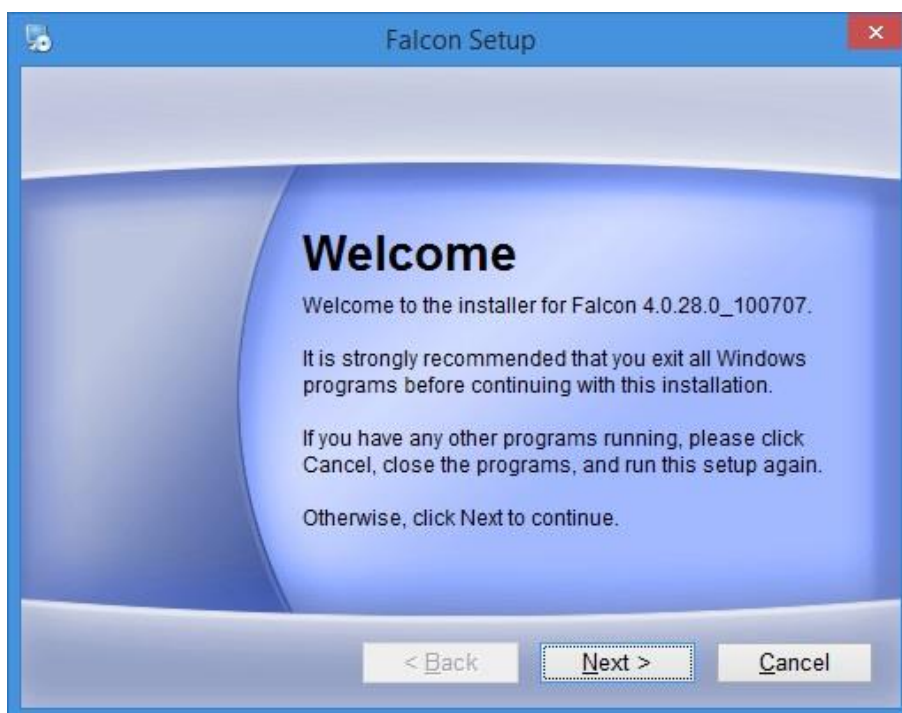 Falcon Setup
Welcome
Welcome to the installer for Falcon 4.0.28.0_100707.
It is strongly recommended that you exit all Windows
programs before continuing with this installation.
If you have any other programs running, please click
Cancel, close the programs, and run this setup again.
Otherwise, click Next to continue.
< Back Next > Cancel